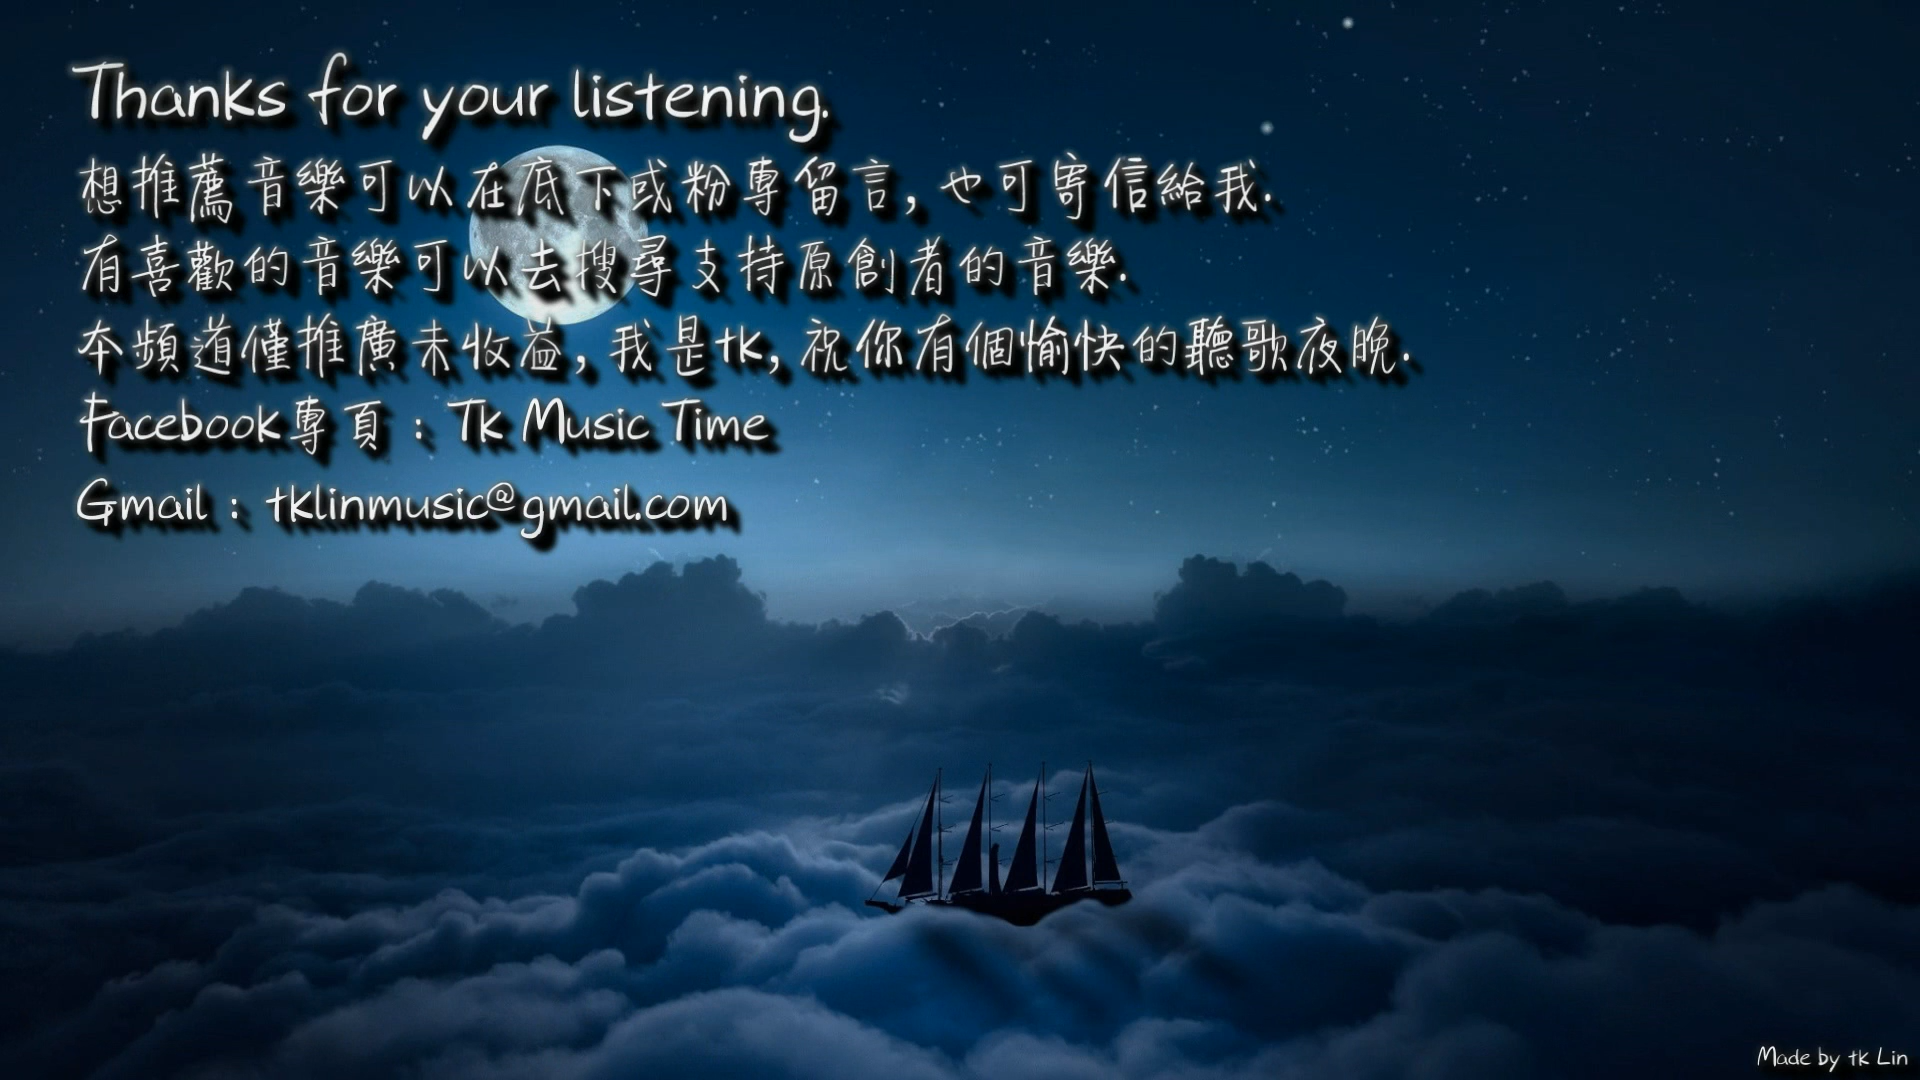 Thanks for your listening.
想推薦音樂可以在底下或粉專留言, 也可寄信給我.
有喜歡的音樂可以去搜尋支持原創者的音樂.
本頻道僅推廣未收益, 我是tk, 祝你有個愉快的聽歌夜晚.
Facebook專頁 : Tk Music Time
Gmail : tklinmusic@gmail.com
Made by tk Lin